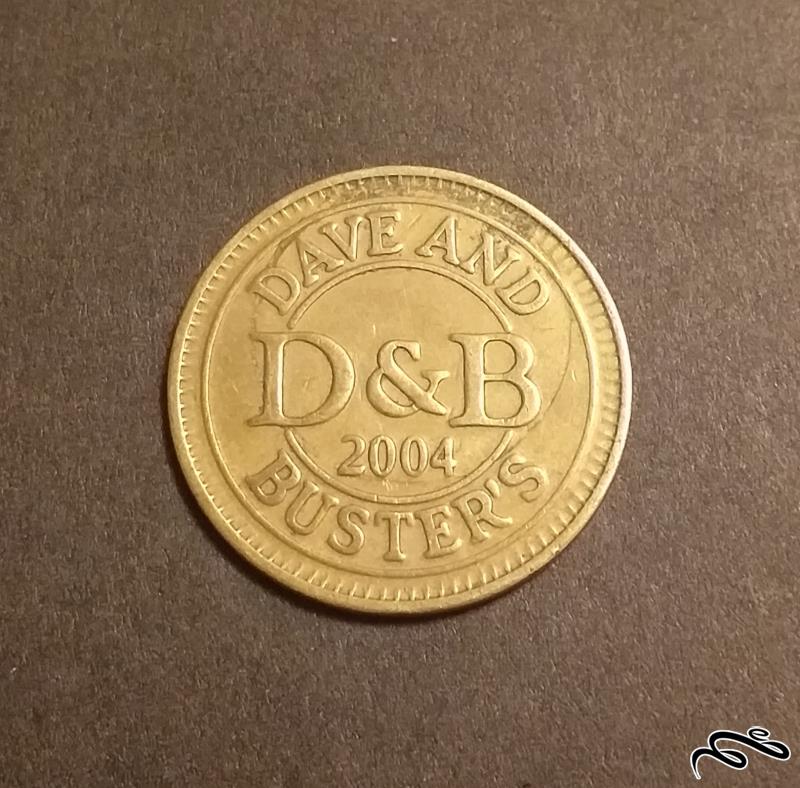 DAVE AND
D&B
2004
BUSTER'S